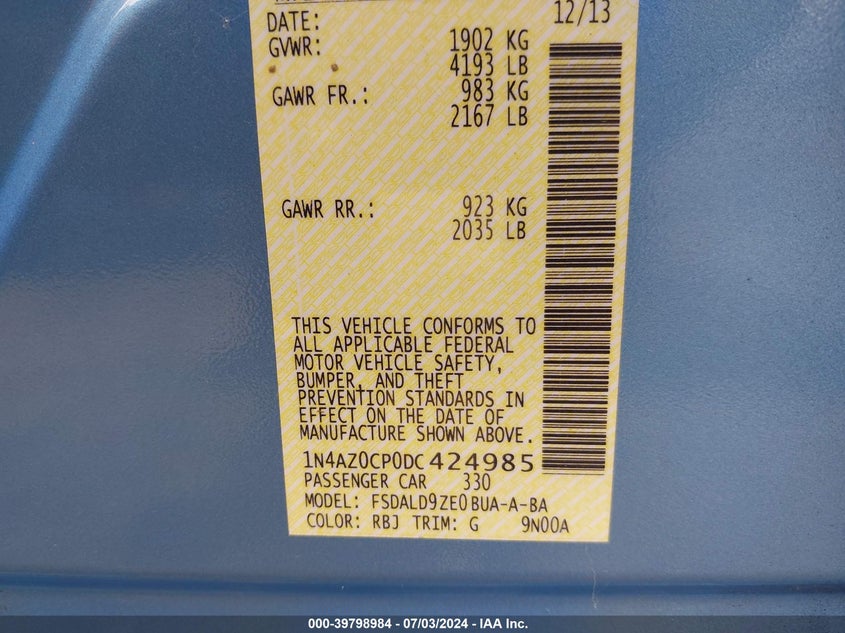 DATE: 12/13
GVWR: 1902 KG
4193 LB
GAWR FR.: 983 KG
2167 LB
GAWR RR.: 923 KG
2035 LB
THIS VEHICLE CONFORMS TO
ALL APPLICABLE FEDERAL
MOTOR VEHICLE SAFETY,
BUMPER, AND THEFT
PREVENTION STANDARDS IN
EFFECT ON THE DATE OF
MANUFACTURE SHOWN ABOVE.
1N4AZ0CP0DC424985
PASSENGER CAR 330
MODEL: FSDALD9ZE0BUA-A-BA
COLOR: RBJ TRIM: G 9N00A
000-39798984 - 07/03/2024 - IAA Inc.